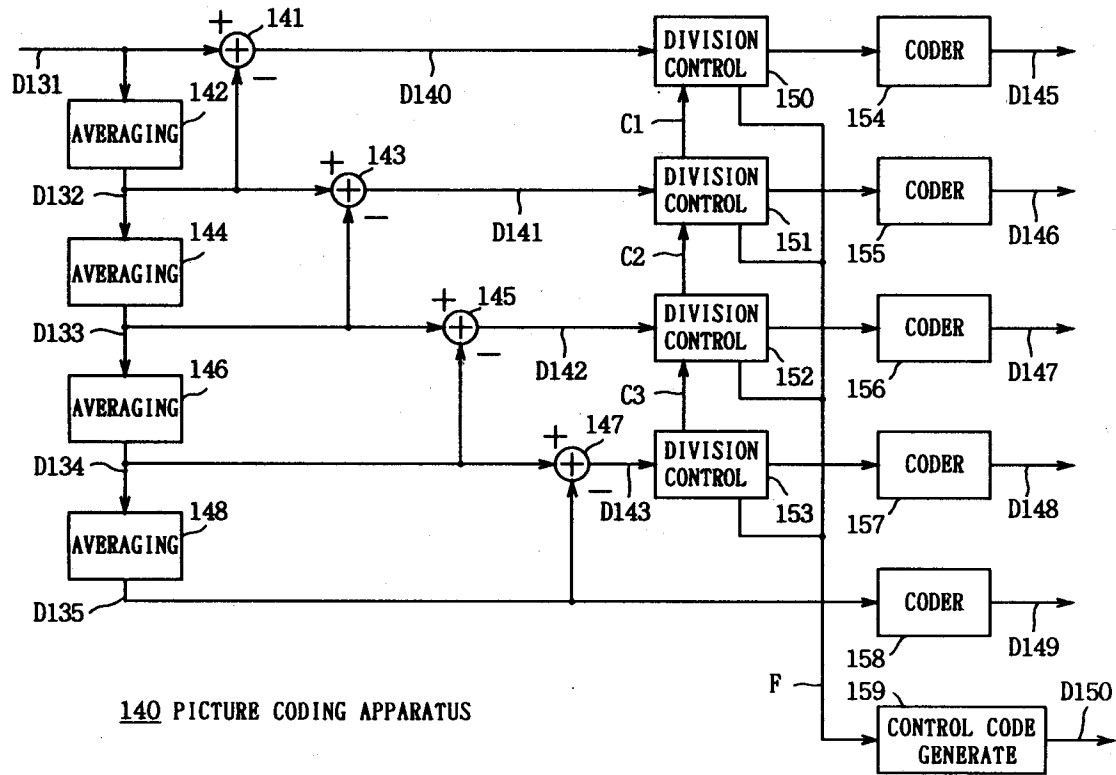 +
141
D131
−
D140
DIVISION
CONTROL
150
CODER
154
D145
142
AVERAGING
C1
D132
+
143
−
D141
DIVISION
CONTROL
151
CODER
155
D146
144
AVERAGING
C2
D133
+
145
−
D142
DIVISION
CONTROL
152
CODER
156
D147
146
AVERAGING
C3
D134
+
147
−
D143
DIVISION
CONTROL
153
CODER
157
D148
148
AVERAGING
D135
CODER
158
D149
F
159
CONTROL CODE
GENERATE
D150
140 PICTURE CODING APPARATUS